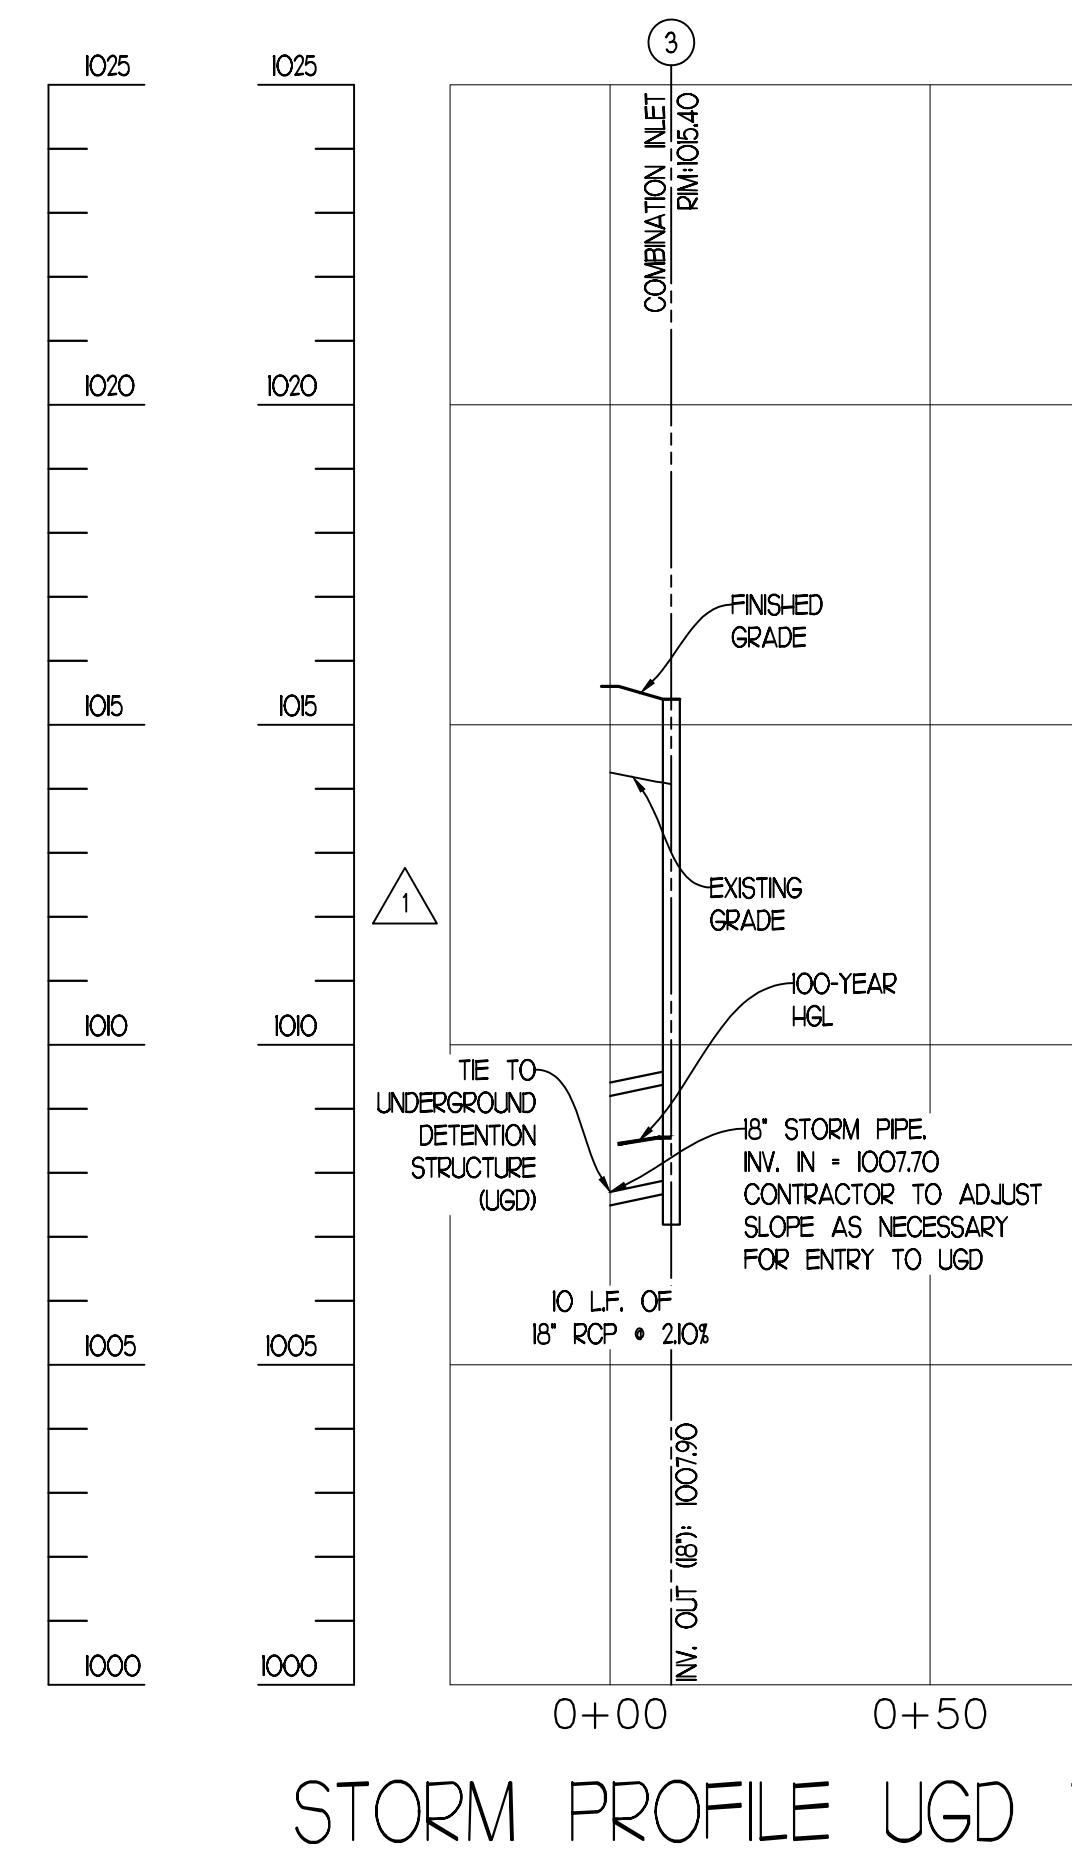 3
1025
1025
COMBINATION INLET
RIM:1015.40
1020
1020
FINISHED
GRADE
1015
1015
EXISTING
GRADE
1
100-YEAR
HGL
1010
1010
TIE TO
UNDERGROUND
DETENTION
STRUCTURE
(UGD)
18" STORM PIPE.
INV. IN = 1007.70
CONTRACTOR TO ADJUST
SLOPE AS NECESSARY
FOR ENTRY TO UGD
10 L.F. OF
18" RCP @ 2.10%
1005
1005
INV. OUT (18"): 1007.90
1000
1000
0+00
0+50
STORM PROFILE UGD